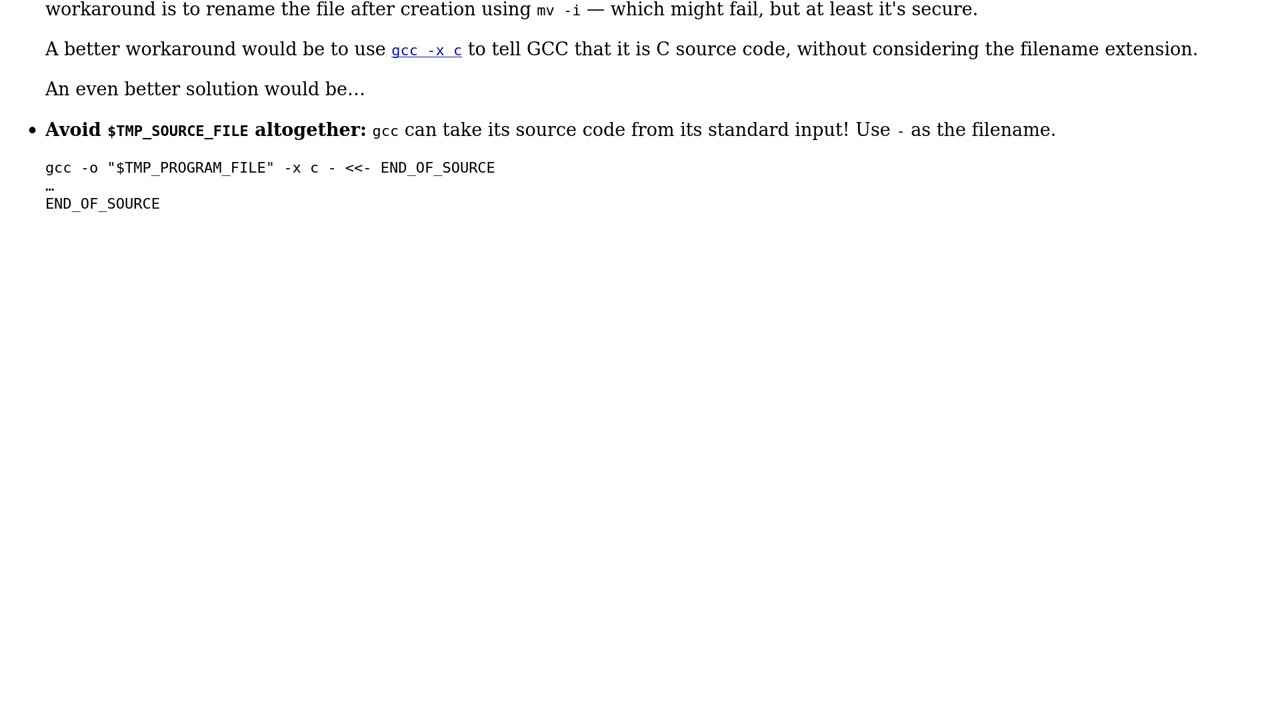 workaround is to rename the file after creation using mv -i — which might fail, but at least it's secure.
A better workaround would be to use gcc -x c to tell GCC that it is C source code, without considering the filename extension.
An even better solution would be…
• Avoid $TMP_SOURCE_FILE altogether: gcc can take its source code from its standard input! Use - as the filename.
gcc -o "$TMP_PROGRAM_FILE" -x c - <<- END_OF_SOURCE
…
END_OF_SOURCE